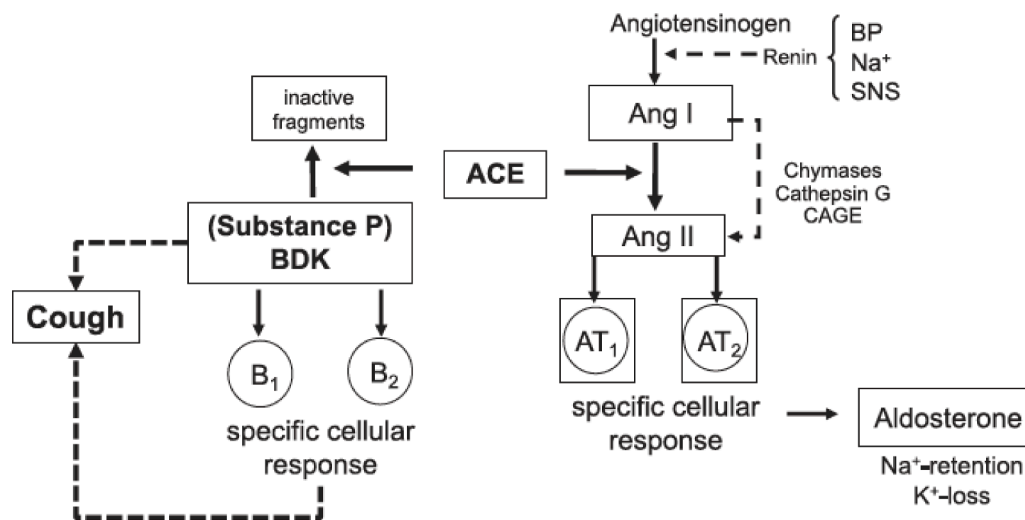 Angiotensinogen
Renin
BP
Na⁺
SNS
inactive
fragments
Ang I
ACE
Chymases
Cathepsin G
CAGE
(Substance P)
BDK
Ang II
Cough
B₁
B₂
AT₁
AT₂
specific cellular
response
specific cellular
response
Aldosterone
Na⁺-retention
K⁺-loss